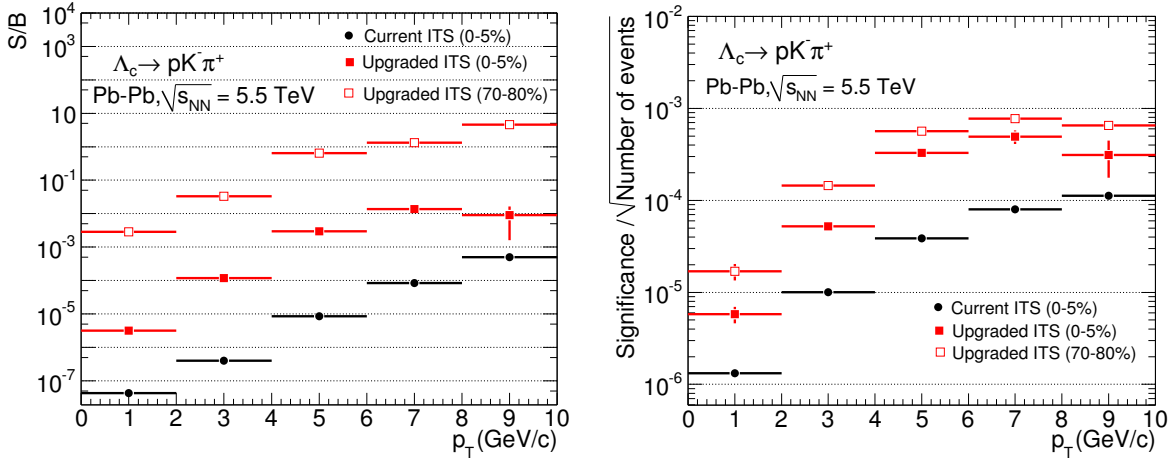 S/B
10⁴
10³
10²
10
10⁻¹
10⁻³
10⁻⁵
10⁻⁷
Λc→ pK⁻π⁺
Pb-Pb,√sNN = 5.5 TeV
Current ITS (0-5%)
Upgraded ITS (0-5%)
Upgraded ITS (70-80%)
0 1 2 3 4 5 6 7 8 9 10
pT(GeV/c)
Significance /√Number of events
10⁻²
10⁻³
10⁻⁴
10⁻⁵
10⁻⁶
Λc→ pK⁻π⁺
Pb-Pb,√sNN = 5.5 TeV
Current ITS (0-5%)
Upgraded ITS (0-5%)
Upgraded ITS (70-80%)
0 1 2 3 4 5 6 7 8 9 10
pT(GeV/c)